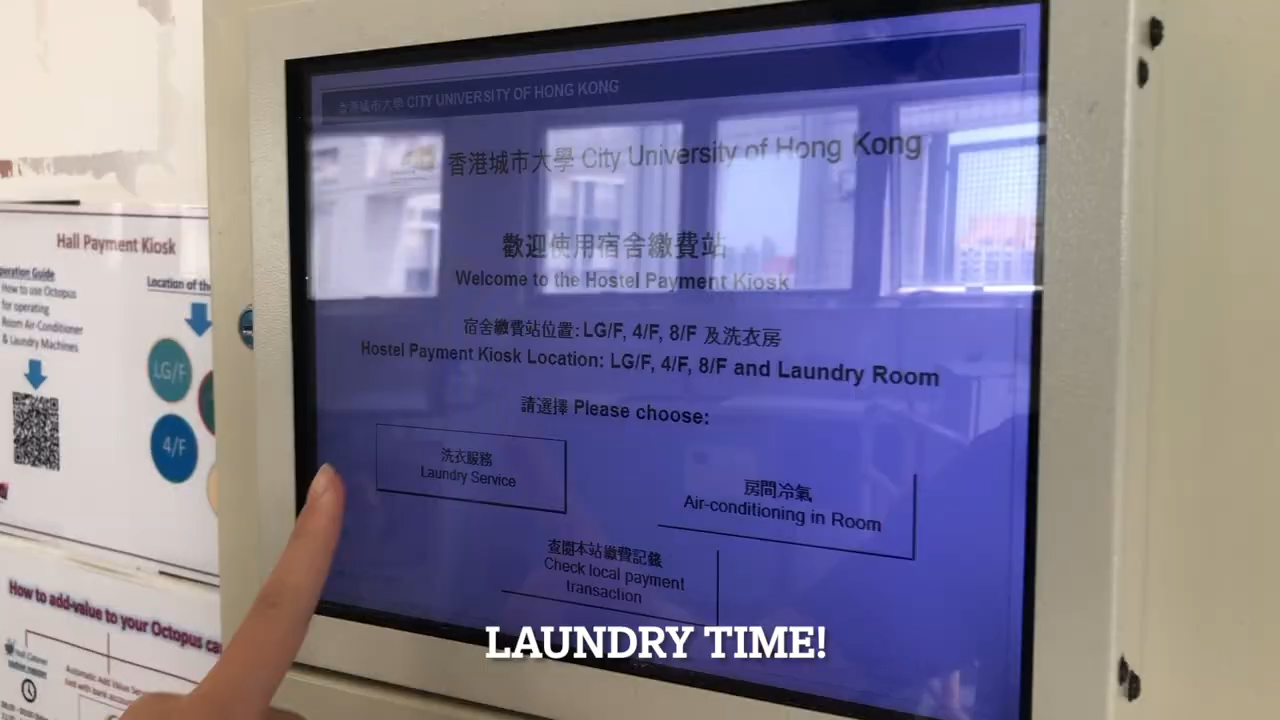 香港城市大學 CITY UNIVERSITY OF HONG KONG
香港城市大學 City University of Hong Kong
歡迎使用宿舍繳費站
Welcome to the Hostel Payment Kiosk
宿舍繳費站位置: LG/F, 4/F, 8/F 及洗衣房
Hostel Payment Kiosk Location: LG/F, 4/F, 8/F and Laundry Room
請選擇 Please choose:
洗衣服務
Laundry Service
房間冷氣
Air-conditioning in Room
查閱本站繳費記錄
Check local payment
transaction
LAUNDRY TIME!
Hall Payment Kiosk
Guide
How to use Octopus
for operating
Room Air-Conditioner
& Laundry Machines
Location of the
LG/F
4/F
How to add-value to your Octopus
Automatic Add Value